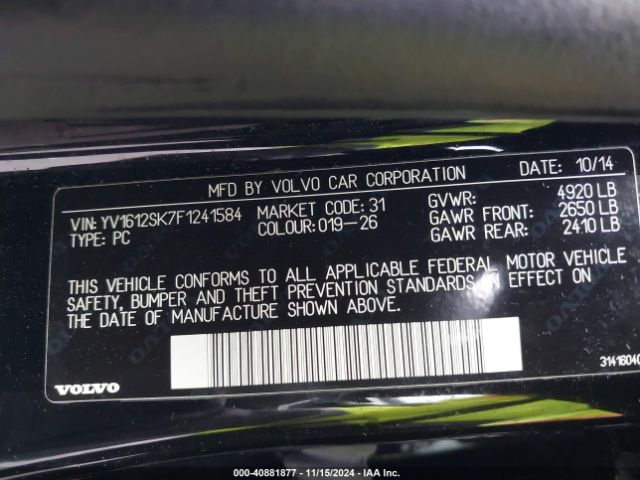 MFD BY VOLVO CAR CORPORATION DATE: 10/14
VIN: YV1612SK7F1241584 MARKET CODE: 31 GVWR: 4920 LB
TYPE: PC COLOUR: 019-26 GAWR FRONT: 2650 LB
GAWR REAR: 2410 LB
THIS VEHICLE CONFORMS TO ALL APPLICABLE FEDERAL MOTOR VEHICLE
SAFETY, BUMPER AND THEFT PREVENTION STANDARDS IN EFFECT ON
THE DATE OF MANUFACTURE SHOWN ABOVE.
VOLVO
3141604
000-40881877 - 11/15/2024 - IAA Inc.